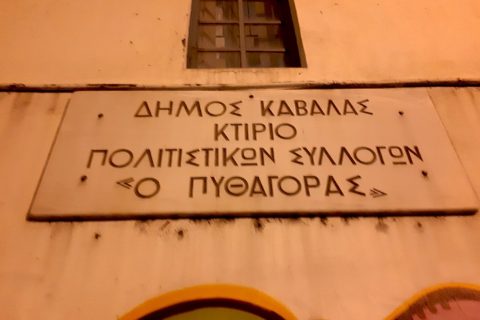 ΔΗΜΟΣ ΚΑΒΑΛΑΣ
ΚΤΙΡΙΟ
ΠΟΛΙΤΙΣΤΙΚΩΝ ΣΥΛΛΟΓΩΝ
«Ο ΠΥΘΑΓΟΡΑΣ»